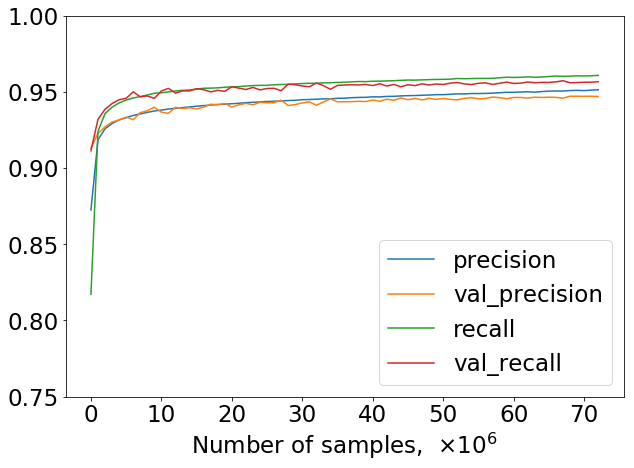 1.00
0.95
0.90
0.85
0.80
0.75
precision
val_precision
recall
val_recall
0 10 20 30 40 50 60 70
Number of samples, ×10⁶